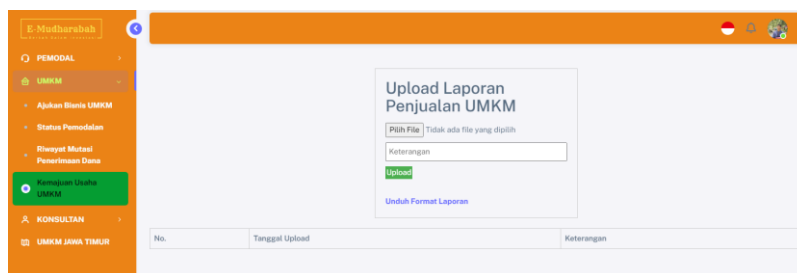 E-Mudharabah
PEMODAL
UMKM
Ajukan Bisnis UMKM
Status Pemodalan
Riwayat Mutasi
Penerimaan Dana
Kemajuan Usaha
UMKM
KONSULTAN
UMKM JAWA TIMUR
Upload Laporan
Penjualan UMKM
Pilih File Tidak ada file yang dipilih
Keterangan
Upload
Unduh Format Laporan
No. Tanggal Upload Keterangan